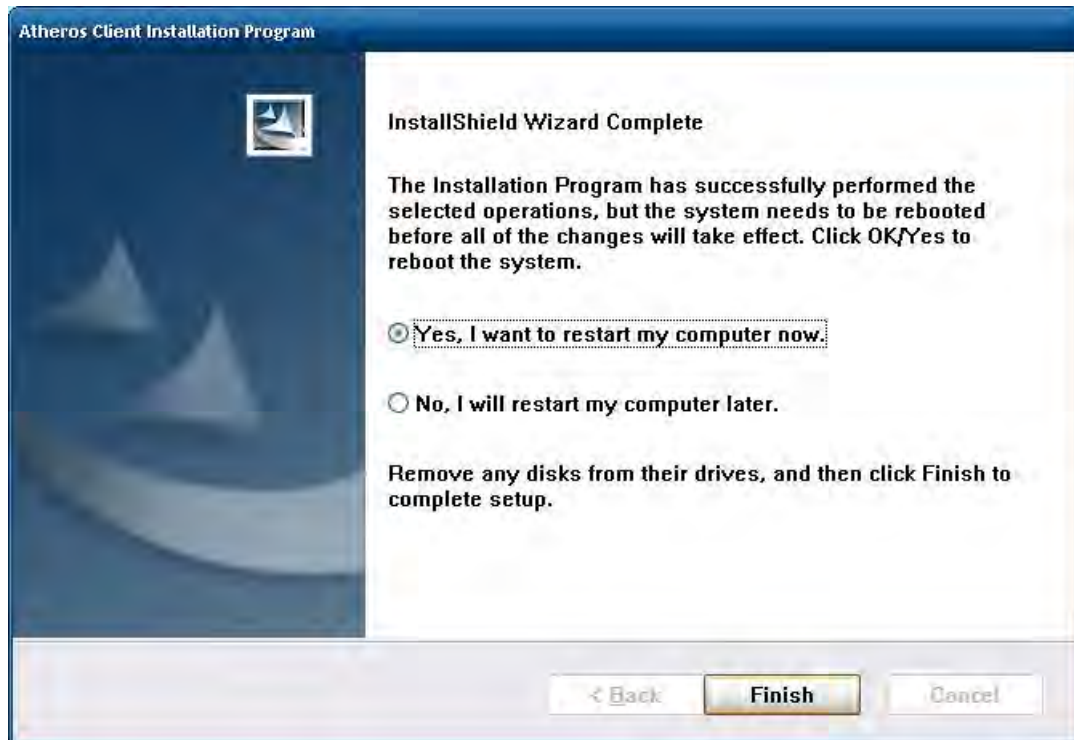 Atheros Client Installation Program
InstallShield Wizard Complete
The Installation Program has successfully performed the
selected operations, but the system needs to be rebooted
before all of the changes will take effect. Click OK/Yes to
reboot the system.
Yes, I want to restart my computer now.
No, I will restart my computer later.
Remove any disks from their drives, and then click Finish to
complete setup.
< Back Finish Cancel